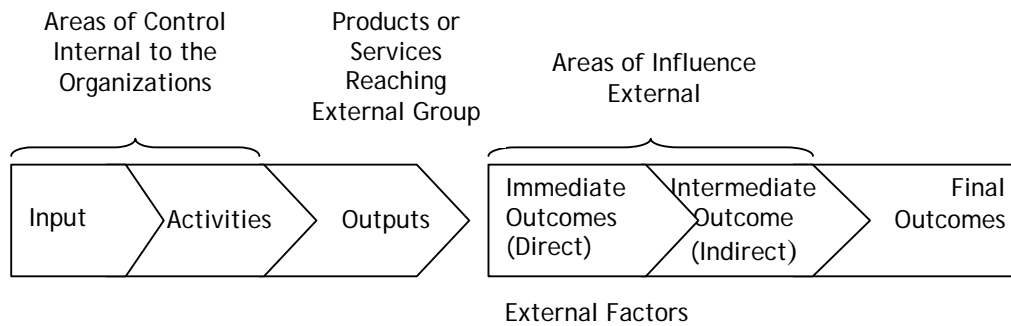 Areas of Control
Internal to the
Organizations
Products or
Services
Reaching
External Group
Areas of Influence
External
Input
Activities
Outputs
Immediate
Outcomes
(Direct)
Intermediate
Outcome
(Indirect)
Final
Outcomes
External Factors